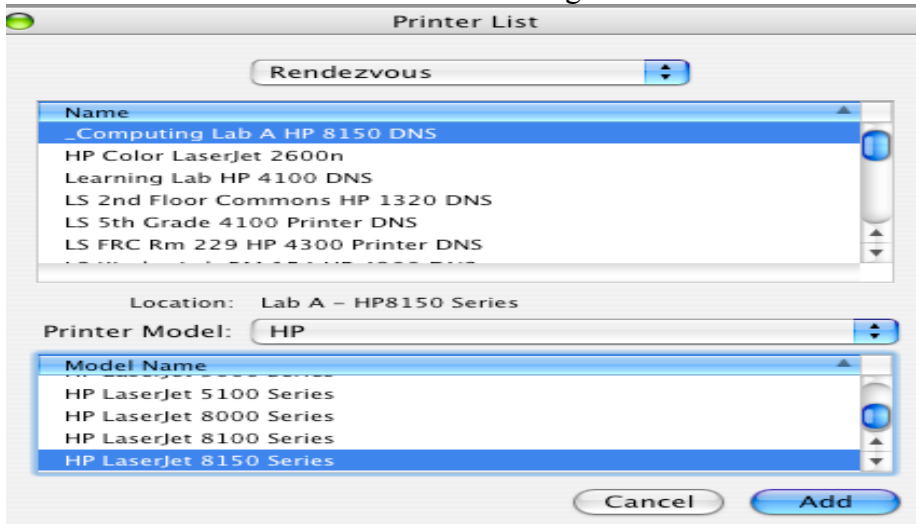 Printer List
Rendezvous
Name
_Computing Lab A HP 8150 DNS
HP Color LaserJet 2600n
Learning Lab HP 4100 DNS
LS 2nd Floor Commons HP 1320 DNS
LS 5th Grade 4100 Printer DNS
LS FRC Rm 229 HP 4300 Printer DNS
Location: Lab A – HP8150 Series
Printer Model: HP
Model Name
HP LaserJet 5100 Series
HP LaserJet 8000 Series
HP LaserJet 8100 Series
HP LaserJet 8150 Series
Cancel Add